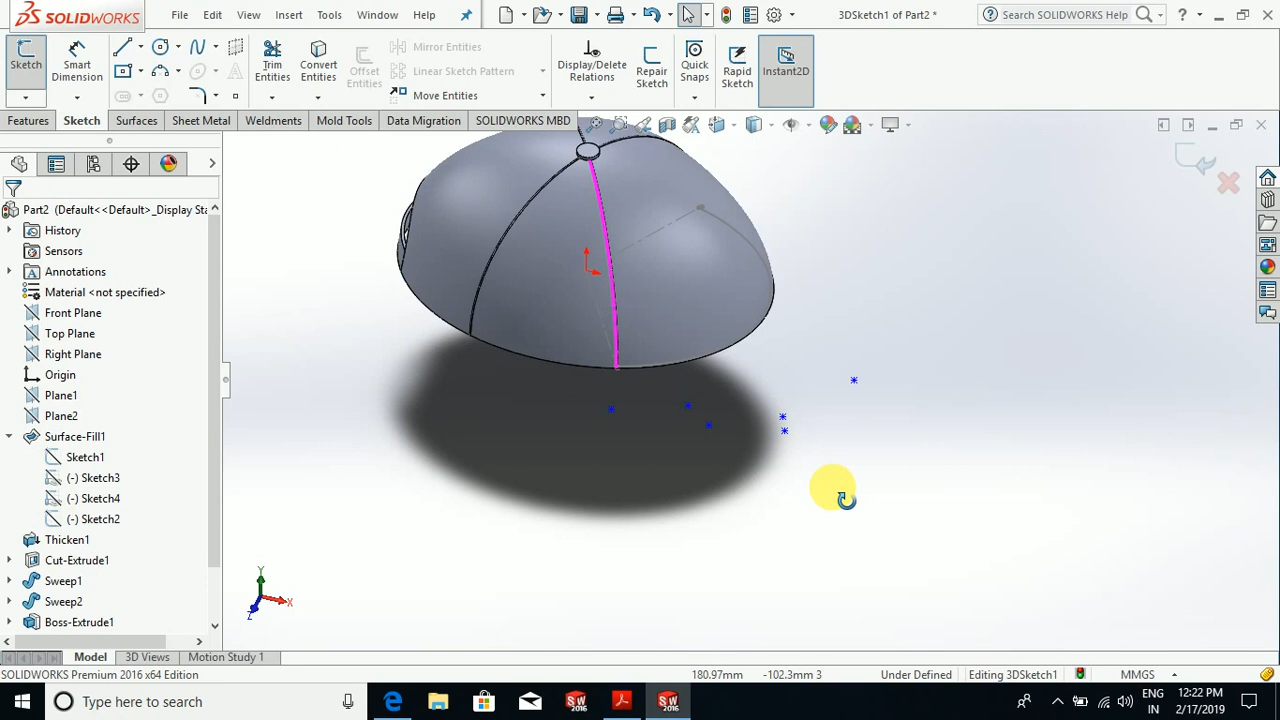 SOLIDWORKS
File Edit View Insert Tools Window Help
3DSketch1 of Part2 *
Search SOLIDWORKS Help
Sketch
Smart Dimension
Trim Entities
Convert Entities
Offset Entities
Mirror Entities
Linear Sketch Pattern
Move Entities
Display/Delete Relations
Repair Sketch
Quick Snaps
Rapid Sketch
Instant2D
Features Sketch Surfaces Sheet Metal Weldments Mold Tools Data Migration SOLIDWORKS MBD
Part2 (Default<<Default>_Display Sta
History
Sensors
Annotations
Material <not specified>
Front Plane
Top Plane
Right Plane
Origin
Plane1
Plane2
Surface-Fill1
Sketch1
(-) Sketch3
(-) Sketch4
(-) Sketch2
Thicken1
Cut-Extrude1
Sweep1
Sweep2
Boss-Extrude1
Y
X
Z
Model 3D Views Motion Study 1
SOLIDWORKS Premium 2016 x64 Edition 180.97mm -102.3mm 3 Under Defined Editing 3DSketch1 MMGS
Type here to search
SW 2016
SW 2016
ENG
IN
12:22 PM
2/17/2019